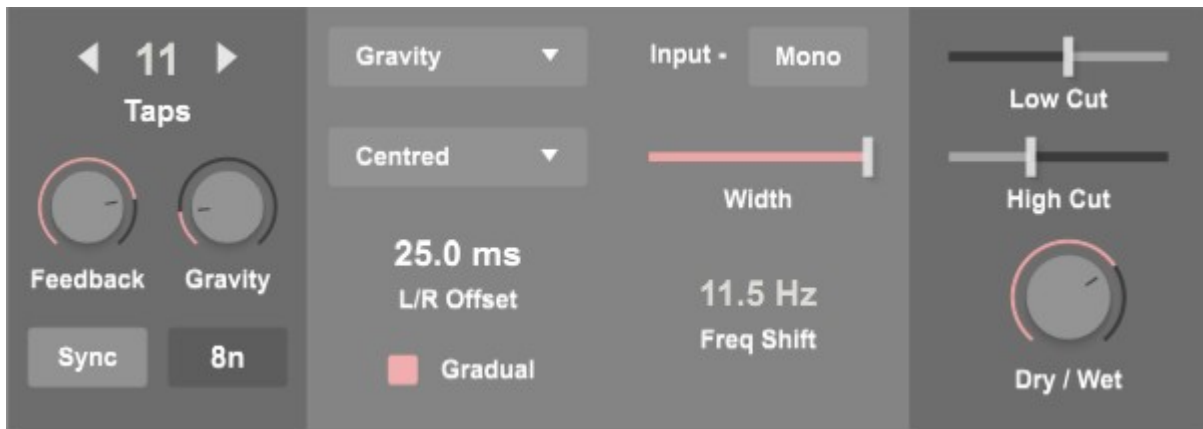 11
Taps
Feedback
Gravity
Sync
8n
Gravity
Centred
25.0 ms
L/R Offset
Gradual
Input -
Mono
Width
11.5 Hz
Freq Shift
Low Cut
High Cut
Dry / Wet